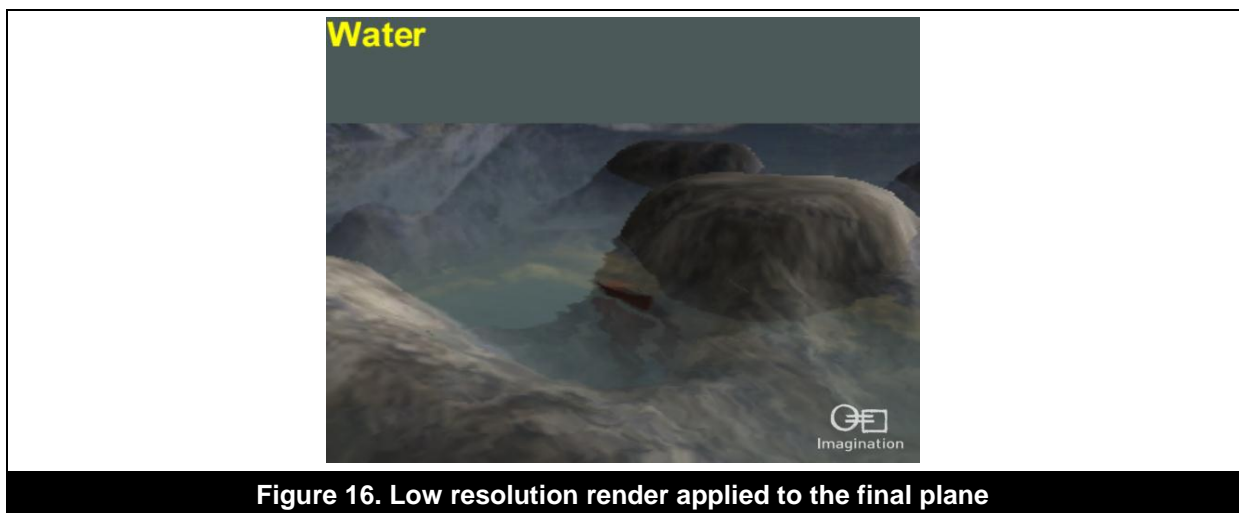 Water
Imagination
Figure 16. Low resolution render applied to the final plane